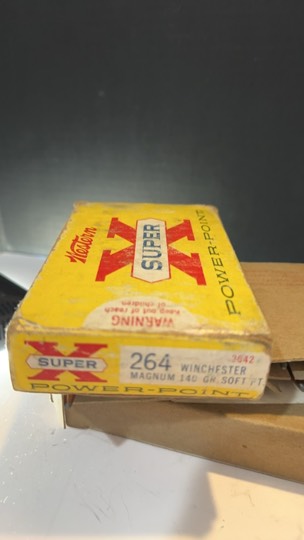 Western
SUPER
X
POWER-POINT
WARNING
Keep out of reach
of children
SUPER
X
264 WINCHESTER
MAGNUM 140 GR. SOFT PT
3642
POWER-POINT